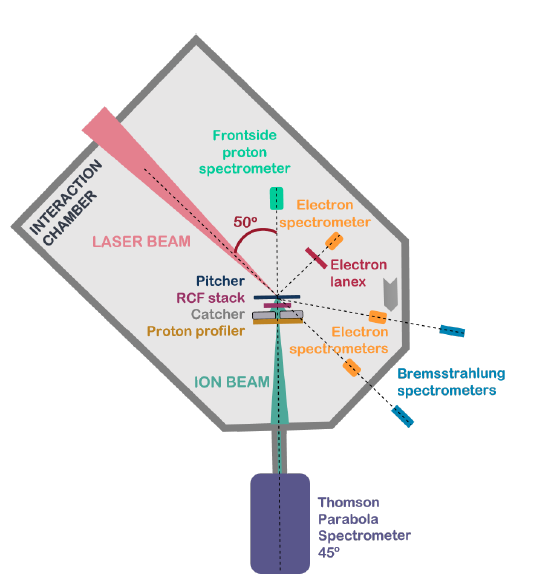 Frontside
proton
spectrometer
INTERACTION
CHAMBER
50º
Electron
spectrometer
LASER BEAM
Electron
lanex
Pitcher
RCF stack
Catcher
Proton profiler
Electron
spectrometers
ION BEAM
Bremsstrahlung
spectrometers
Thomson
Parabola
Spectrometer
45º